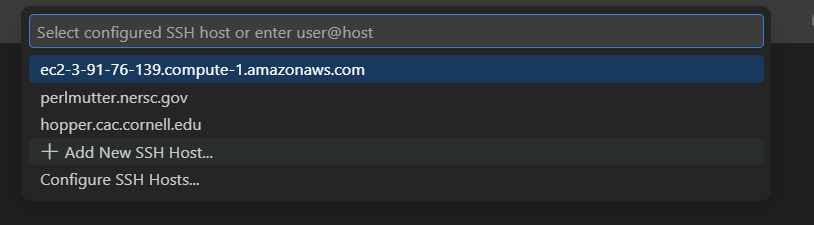 Select configured SSH host or enter user@host
ec2-3-91-76-139.compute-1.amazonaws.com
perlmutter.nersc.gov
hopper.cac.cornell.edu
+ Add New SSH Host...
Configure SSH Hosts...